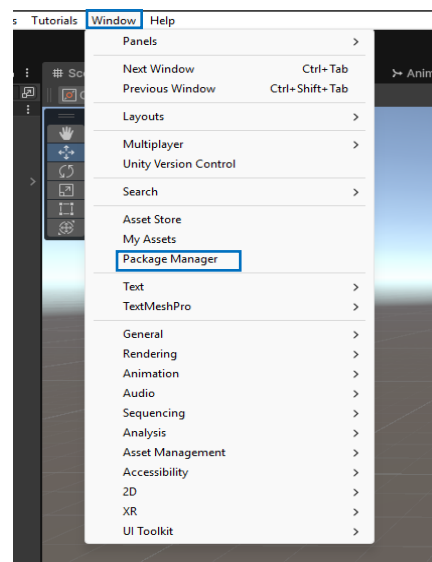 Tutorials Window Help
Panels
Next Window Ctrl+Tab
Previous Window Ctrl+Shift+Tab
Layouts
Multiplayer
Unity Version Control
Search
Asset Store
My Assets
Package Manager
Text
TextMeshPro
General
Rendering
Animation
Audio
Sequencing
Analysis
Asset Management
Accessibility
2D
XR
UI Toolkit